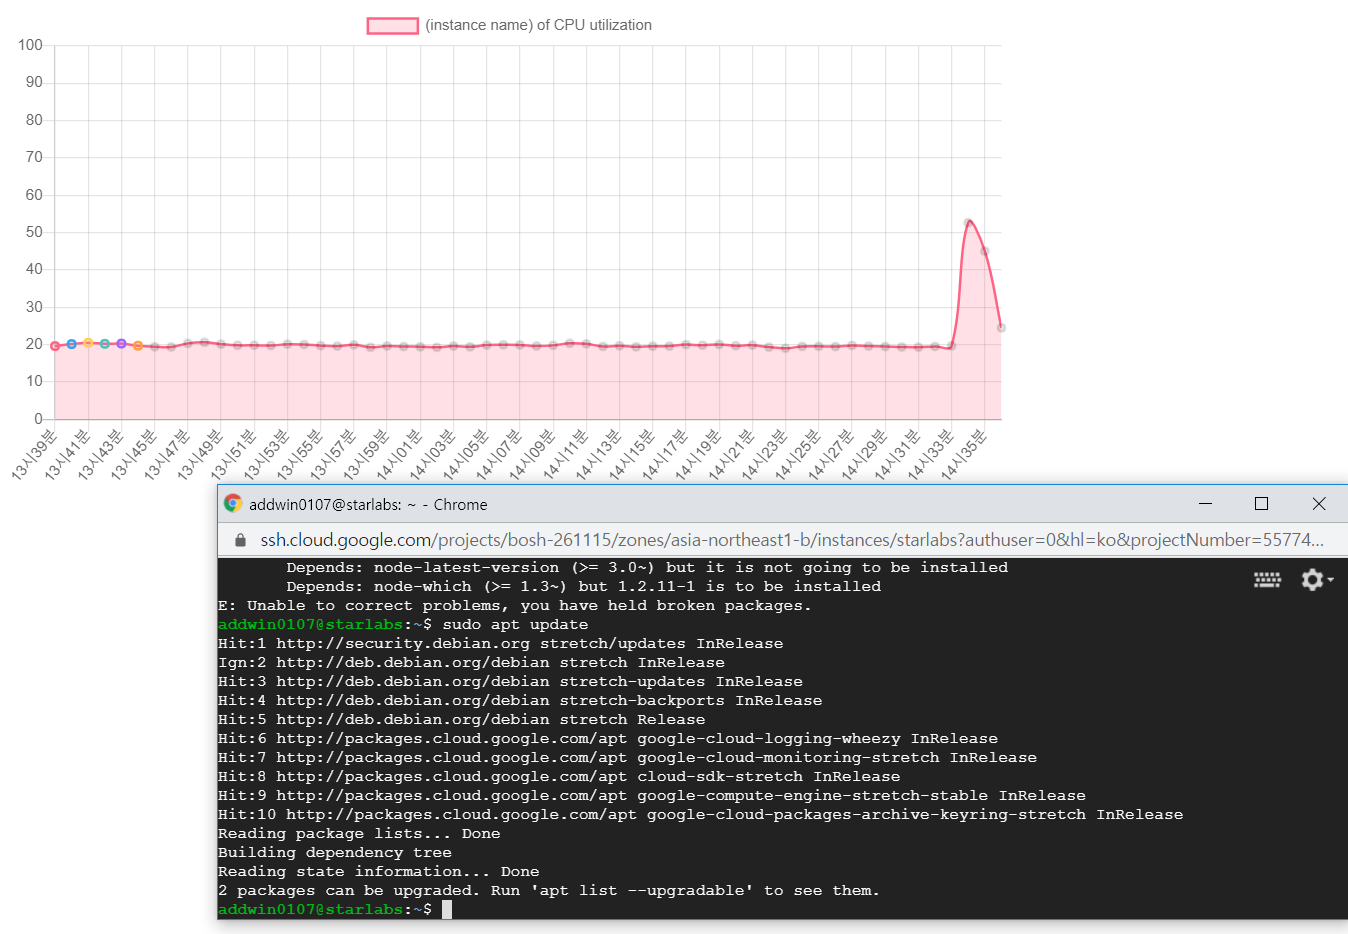 (instance name) of CPU utilization
100
90
80
70
60
50
40
30
20
10
0
13시39분
13시41분
13시43분
13시45분
13시47분
13시49분
13시51분
13시53분
13시55분
13시57분
13시59분
14시01분
14시03분
14시05분
14시07분
14시09분
14시11분
14시13분
14시15분
14시17분
14시19분
14시21분
14시23분
14시25분
14시27분
14시29분
14시31분
14시33분
14시35분
addwin0107@starlabs: ~ - Chrome
ssh.cloud.google.com/projects/bosh-261115/zones/asia-northeast1-b/instances/starlabs?authuser=0&hl=ko&projectNumber=55774...
Depends: node-latest-version (>= 3.0~) but it is not going to be installed
Depends: node-which (>= 1.3~) but 1.2.11-1 is to be installed
E: Unable to correct problems, you have held broken packages.
addwin0107@starlabs:~$ sudo apt update
Hit:1 http://security.debian.org stretch/updates InRelease
Ign:2 http://deb.debian.org/debian stretch InRelease
Hit:3 http://deb.debian.org/debian stretch-updates InRelease
Hit:4 http://deb.debian.org/debian stretch-backports InRelease
Hit:5 http://deb.debian.org/debian stretch Release
Hit:6 http://packages.cloud.google.com/apt google-cloud-logging-wheezy InRelease
Hit:7 http://packages.cloud.google.com/apt google-cloud-monitoring-stretch InRelease
Hit:8 http://packages.cloud.google.com/apt cloud-sdk-stretch InRelease
Hit:9 http://packages.cloud.google.com/apt google-compute-engine-stretch-stable InRelease
Hit:10 http://packages.cloud.google.com/apt google-cloud-packages-archive-keyring-stretch InRelease
Reading package lists... Done
Building dependency tree
Reading state information... Done
2 packages can be upgraded. Run 'apt list --upgradable' to see them.
addwin0107@starlabs:~$